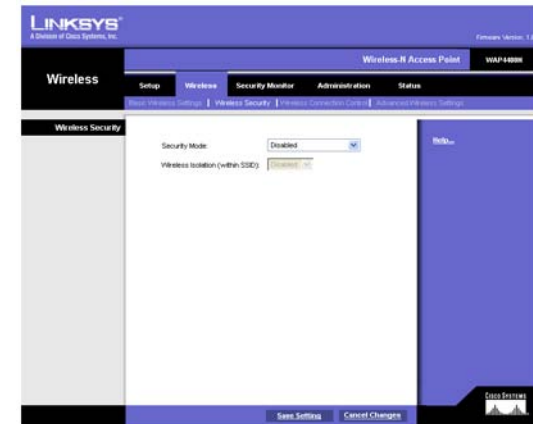 LINKSYS®
A Division of Cisco Systems, Inc.
Firmware Version: 1.
Wireless-N Access Point
WAP4400N
Wireless
Setup
Wireless
Security Monitor
Administration
Status
Basic Wireless Settings | Wireless Security | Wireless Connection Control | Advanced Wireless Settings
Wireless Security
Security Mode:
Disabled
Help...
Wireless Isolation (within SSID):
Disabled
Save Setting
Cancel Changes
CISCO SYSTEMS